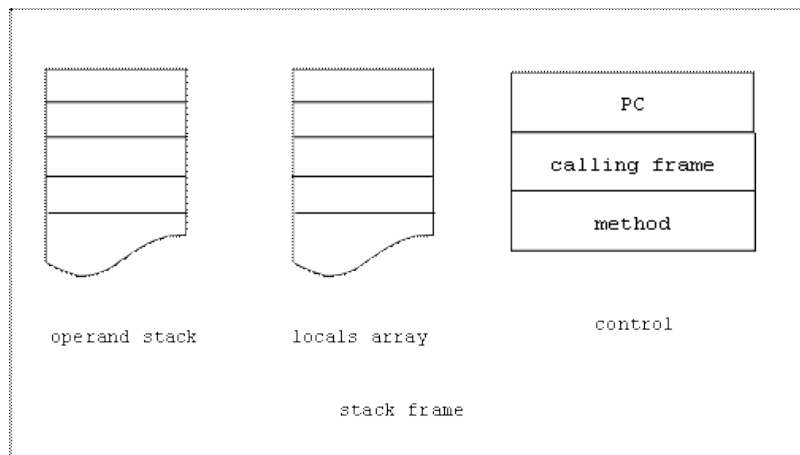 PC
calling frame
method
operand stack
locals array
control
stack frame